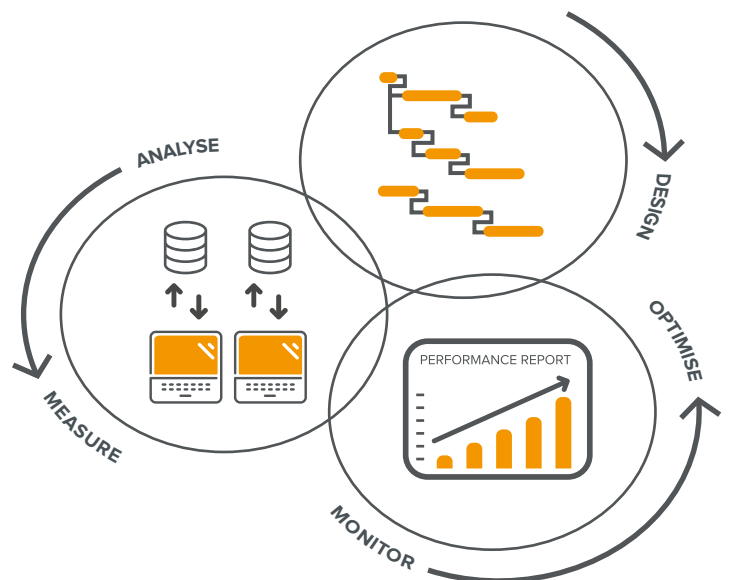 ANALYSE
DESIGN
OPTIMISE
PERFORMANCE REPORT
MEASURE
MONITOR